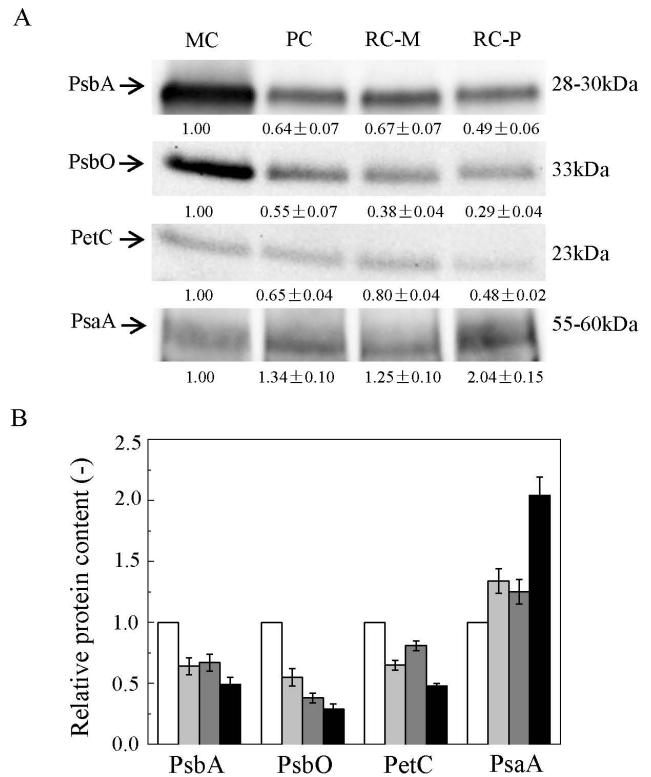 A
MC PC RC-M RC-P
PsbA 28-30kDa
1.00 0.64±0.07 0.67±0.07 0.49±0.06
PsbO 33kDa
1.00 0.55±0.07 0.38±0.04 0.29±0.04
PetC 23kDa
1.00 0.65±0.04 0.80±0.04 0.48±0.02
PsaA 55-60kDa
1.00 1.34±0.10 1.25±0.10 2.04±0.15
B
Relative protein content (-)
2.5
2.0
1.5
1.0
0.5
0.0
PsbA PsbO PetC PsaA